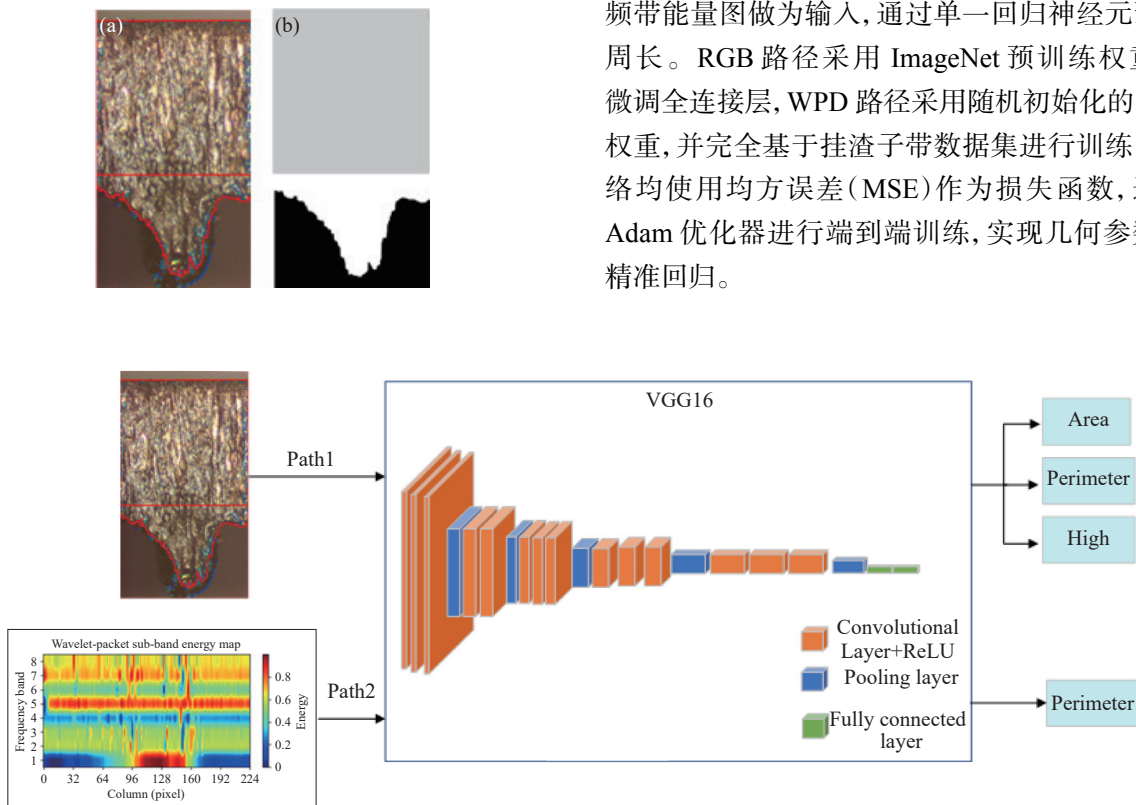 (a)
(b)
频带能量图做为输入,通过单一回归神经元
周长。RGB 路径采用 ImageNet 预训练权
微调全连接层,WPD 路径采用随机初始化的
权重,并完全基于挂渣子带数据集进行训练
络均使用均方误差(MSE)作为损失函数,
Adam 优化器进行端到端训练,实现几何参
精准回归。
VGG16
Path1
Area
Perimeter
High
Convolutional
Layer+ReLU
Pooling layer
Fully connected
layer
Wavelet-packet sub-band energy map
Frequency band
8
7
6
5
4
3
2
1
0 32 64 96 128 160 192 224
Column (pixel)
0.8
0.6
0.4
0.2
0
Energy
Path2
Perimeter